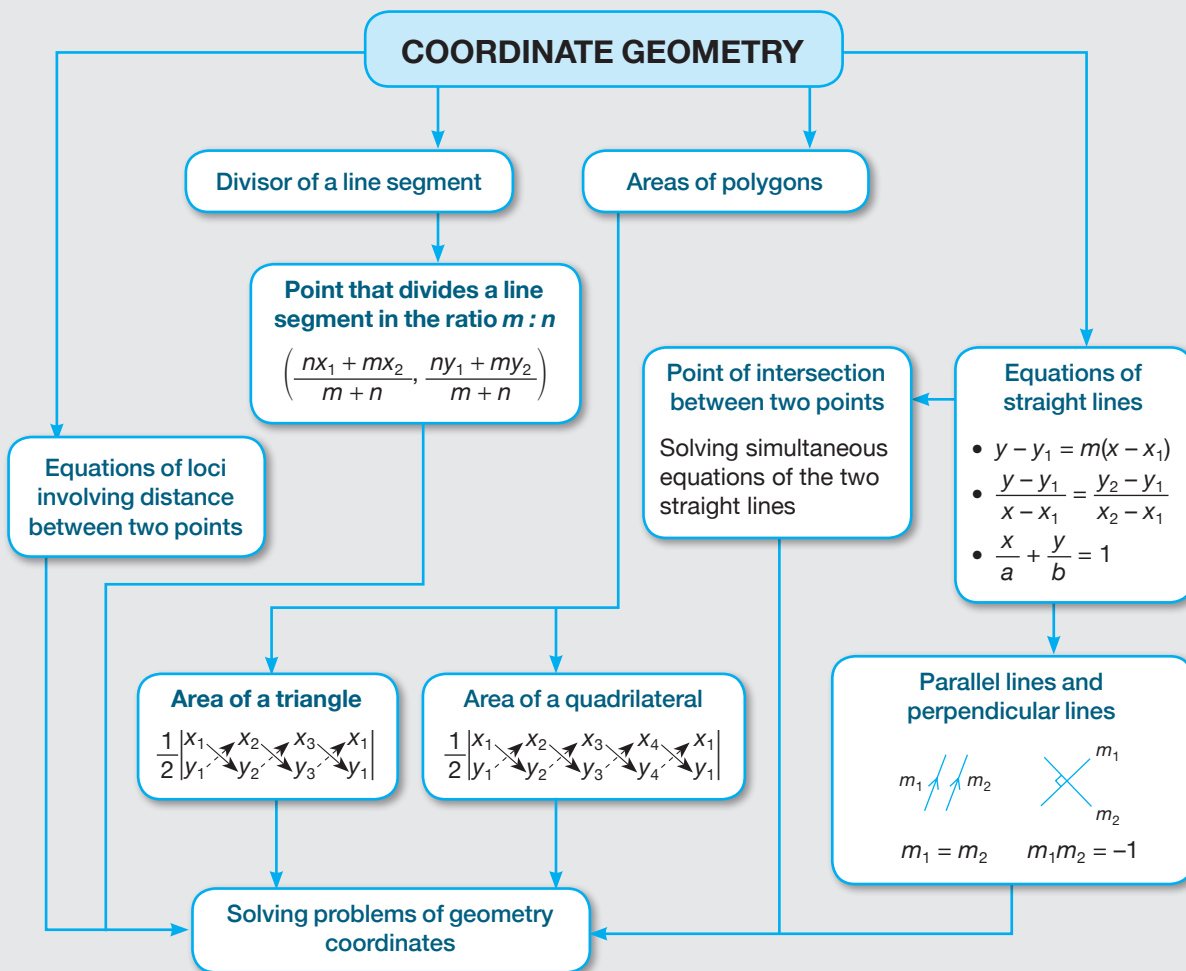 COORDINATE GEOMETRY
Divisor of a line segment
Areas of polygons
Point that divides a line
segment in the ratio m : n
(nx₁ + mx₂ / m + n, ny₁ + my₂ / m + n)
Point of intersection
between two points
Solving simultaneous
equations of the two
straight lines
Equations of
straight lines
• y – y₁ = m(x – x₁)
• y – y₁ / x – x₁ = y₂ – y₁ / x₂ – x₁
• x/a + y/b = 1
Equations of loci
involving distance
between two points
Area of a triangle
1/2 |x₁ x₂ x₃ x₁|
|y₁ y₂ y₃ y₁|
Area of a quadrilateral
1/2 |x₁ x₂ x₃ x₄ x₁|
|y₁ y₂ y₃ y₄ y₁|
Parallel lines and
perpendicular lines
m₁ m₂
m₁
m₂
m₁ = m₂ m₁m₂ = –1
Solving problems of geometry
coordinates